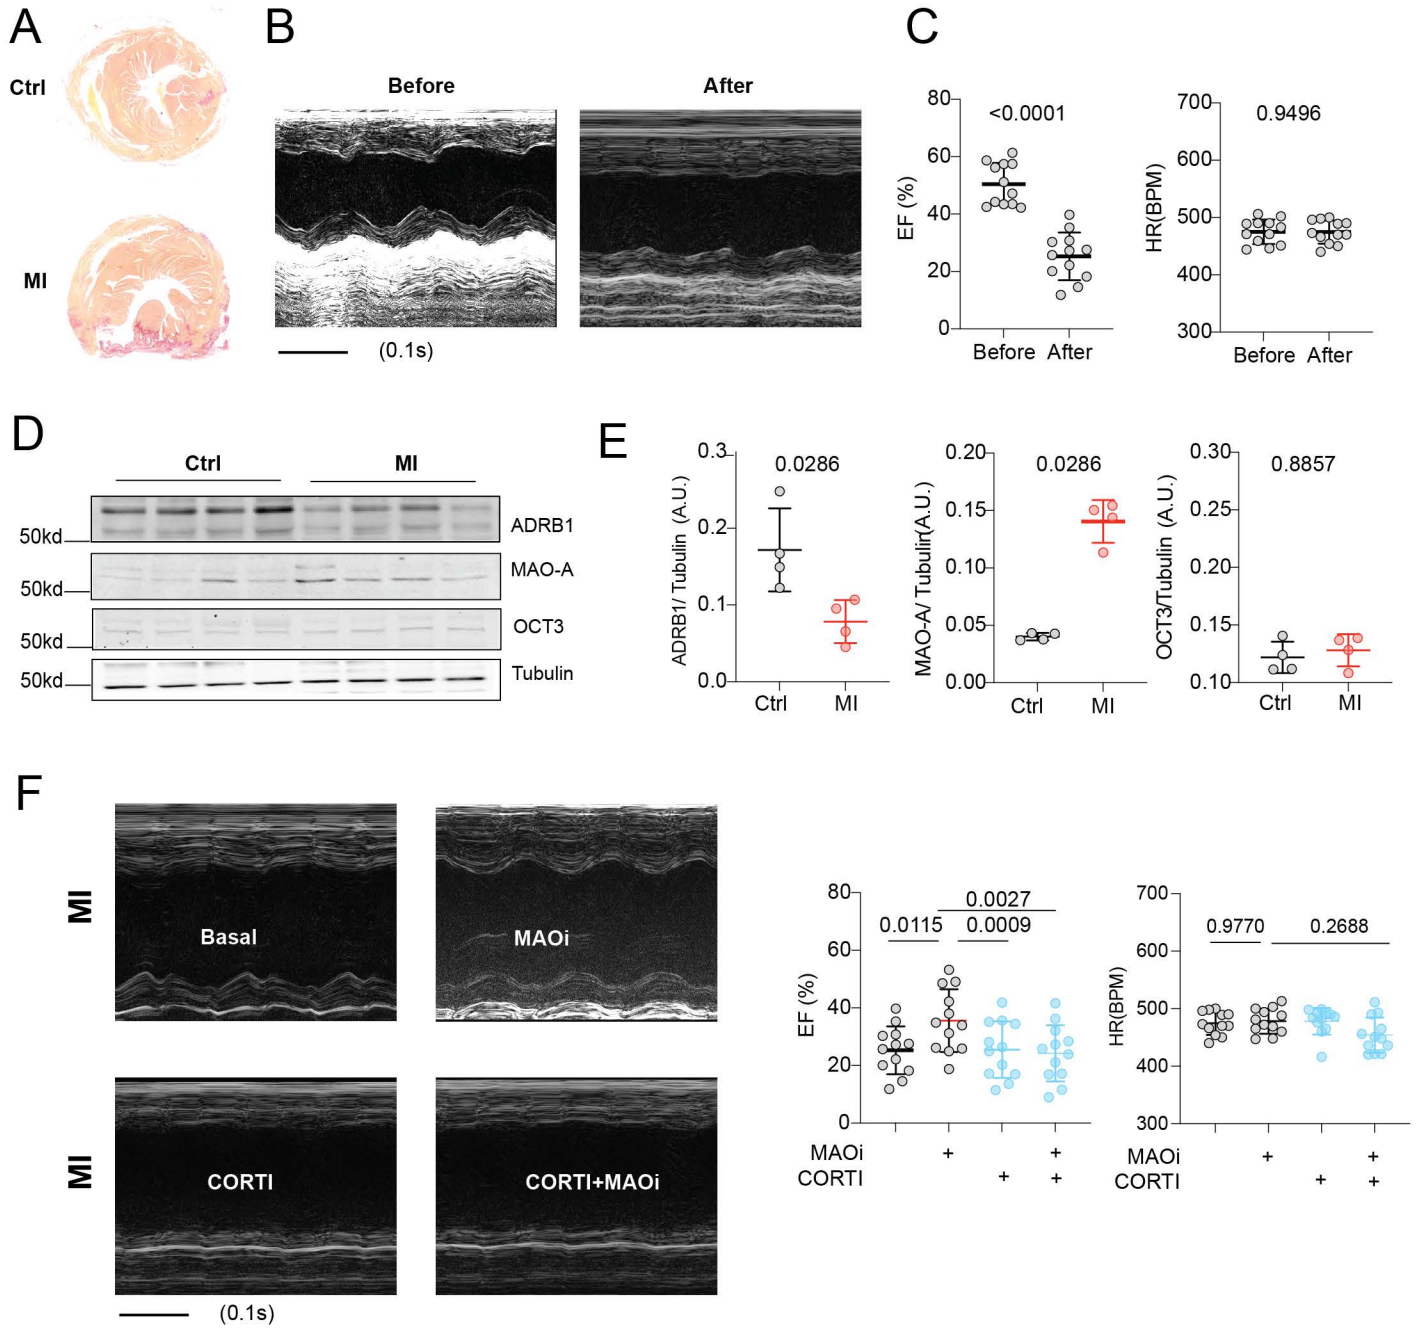 A
Ctrl
MI
B
Before
After
(0.1s)
C
EF (%)
80
60
40
20
0
<0.0001
Before After
HR(BPM)
700
600
500
400
300
0.9496
Before After
D
Ctrl
MI
50kd
ADRB1
50kd
MAO-A
50kd
OCT3
50kd
Tubulin
E
ADRB1/ Tubulin (A.U.)
0.3
0.2
0.1
0.0
0.0286
Ctrl
MI
MAO-A/ Tubulin(A.U.)
0.20
0.15
0.10
0.05
0.00
0.0286
Ctrl
MI
OCT3/Tubulin (A.U.)
0.30
0.25
0.20
0.15
0.10
0.8857
Ctrl
MI
F
MI
Basal
MAOi
MI
CORTI
CORTI+MAOi
(0.1s)
EF (%)
80
60
40
20
0
0.0027
0.0115
0.0009
MAOi + +
CORTI + +
HR(BPM)
700
600
500
400
300
0.9770
0.2688
MAOi + +
CORTI + +